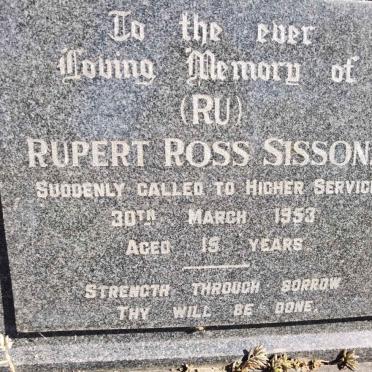 To the ever
Loving Memory of
(RU)
RUPERT ROSS SISSON
SUDDENLY CALLED TO HIGHER SERVIC
30TH MARCH 1953
AGED 15 YEARS
STRENGTH THROUGH SORROW
THY WILL BE DONE